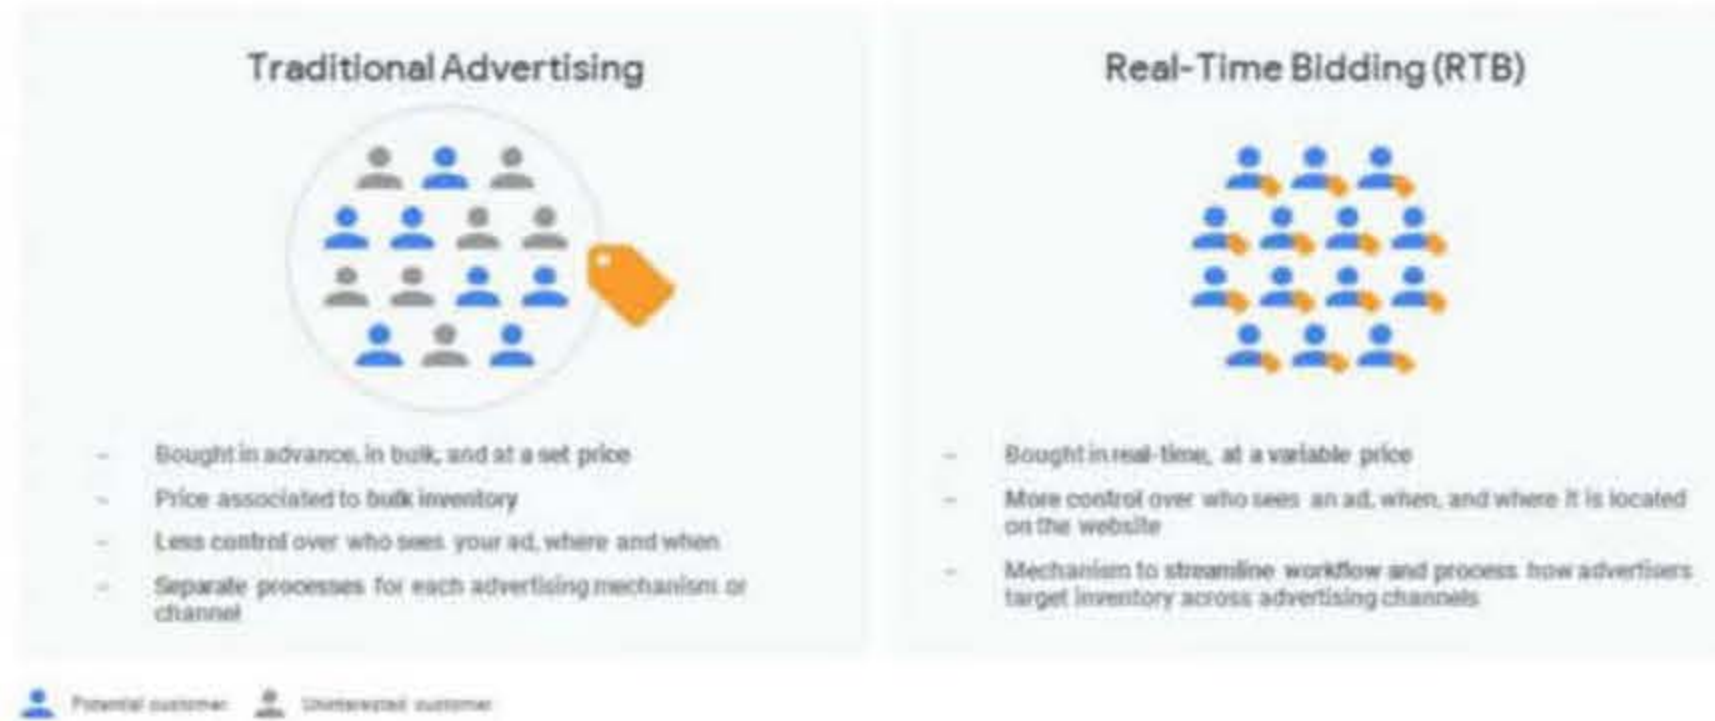 Traditional Advertising
- Bought in advance, in bulk, and at a set price
- Price associated to bulk inventory
- Less control over who sees your ad, where and when
- Separate processes for each advertising mechanism or
channel
Real-Time Bidding (RTB)
- Bought in real-time, at a variable price
- More control over who sees an ad, when, and where it is located
on the website
- Mechanism to streamline workflow and process how advertisers
target inventory across advertising channels
Potential customer
Uninterested customer